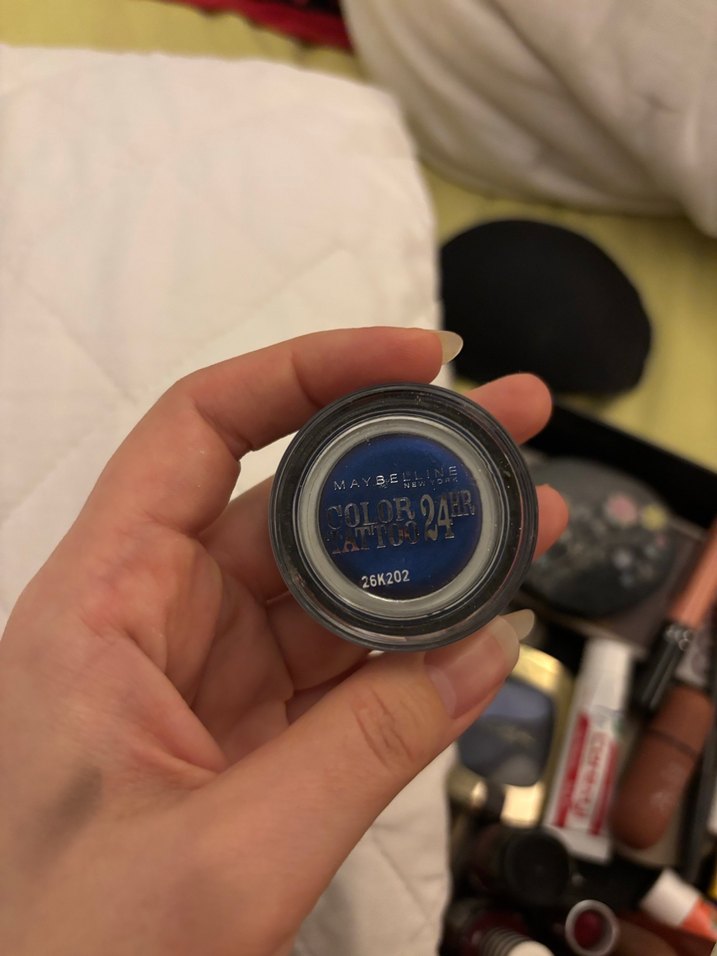 MAYBELLINE
NEW YORK
COLOR
TATTOO 24HR
26K202